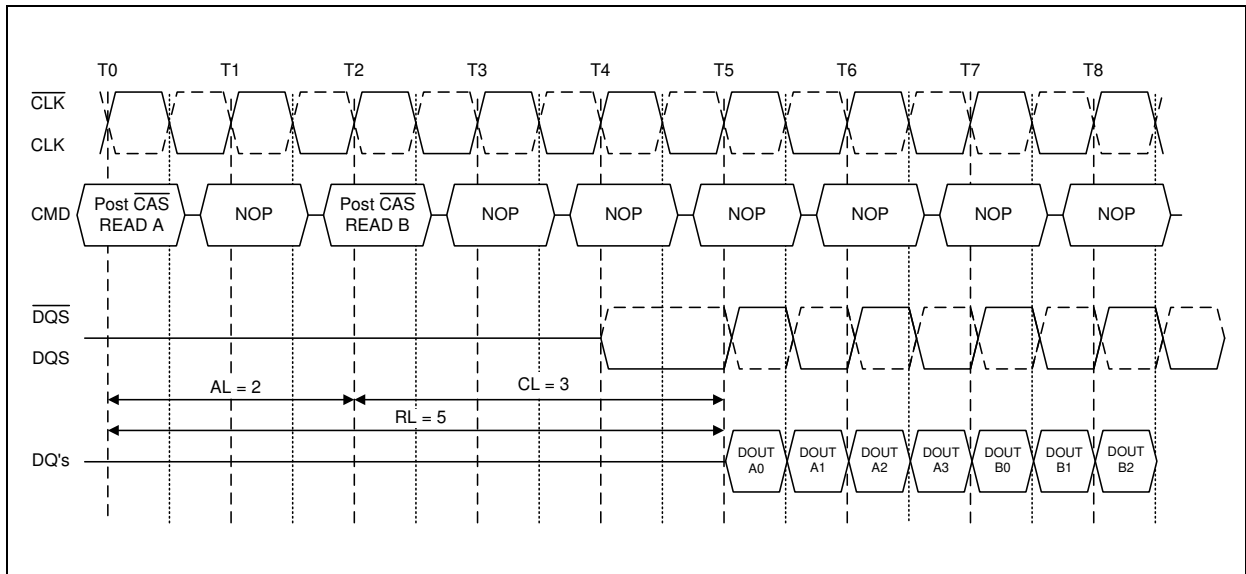 T0 T1 T2 T3 T4 T5 T6 T7 T8
CLK
CLK
CMD
Post CAS
READ A
NOP
Post CAS
READ B
NOP
NOP
NOP
NOP
NOP
NOP
DQS
DQS
AL = 2
CL = 3
RL = 5
DQ's
DOUT
A0
DOUT
A1
DOUT
A2
DOUT
A3
DOUT
B0
DOUT
B1
DOUT
B2